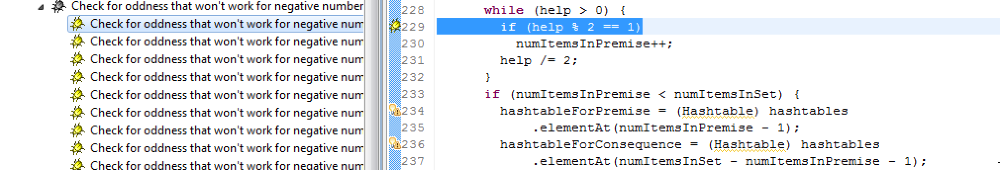 Check for oddness that won't work for negative number
Check for oddness that won't work for negative num
Check for oddness that won't work for negative num
Check for oddness that won't work for negative num
Check for oddness that won't work for negative num
Check for oddness that won't work for negative num
Check for oddness that won't work for negative num
Check for oddness that won't work for negative num
Check for oddness that won't work for negative num
Check for oddness that won't work for negative num
228 while (help > 0) {
229 if (help % 2 == 1)
230 numItemsInPremise++;
231 help /= 2;
232 }
233 if (numItemsInPremise < numItemsInSet) {
234 hashtableForPremise = (Hashtable) hashtables
235 .elementAt(numItemsInPremise - 1);
236 hashtableForConsequence = (Hashtable) hashtables
237 .elementAt(numItemsInSet - numItemsInPremise - 1);